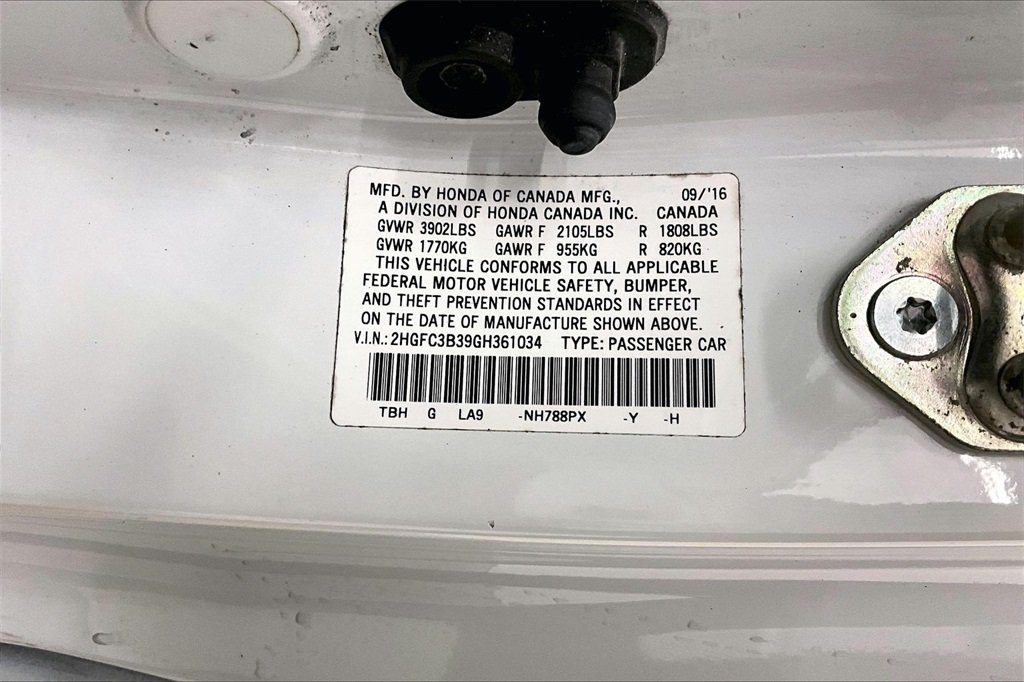 MFD. BY HONDA OF CANADA MFG., 09/'16
A DIVISION OF HONDA CANADA INC. CANADA
GVWR 3902LBS GAWR F 2105LBS R 1808LBS
GVWR 1770KG GAWR F 955KG R 820KG
THIS VEHICLE CONFORMS TO ALL APPLICABLE
FEDERAL MOTOR VEHICLE SAFETY, BUMPER,
AND THEFT PREVENTION STANDARDS IN EFFECT
ON THE DATE OF MANUFACTURE SHOWN ABOVE.
V.I.N.: 2HGFC3B39GH361034 TYPE: PASSENGER CAR
TBH G LA9 -NH788PX -Y -H